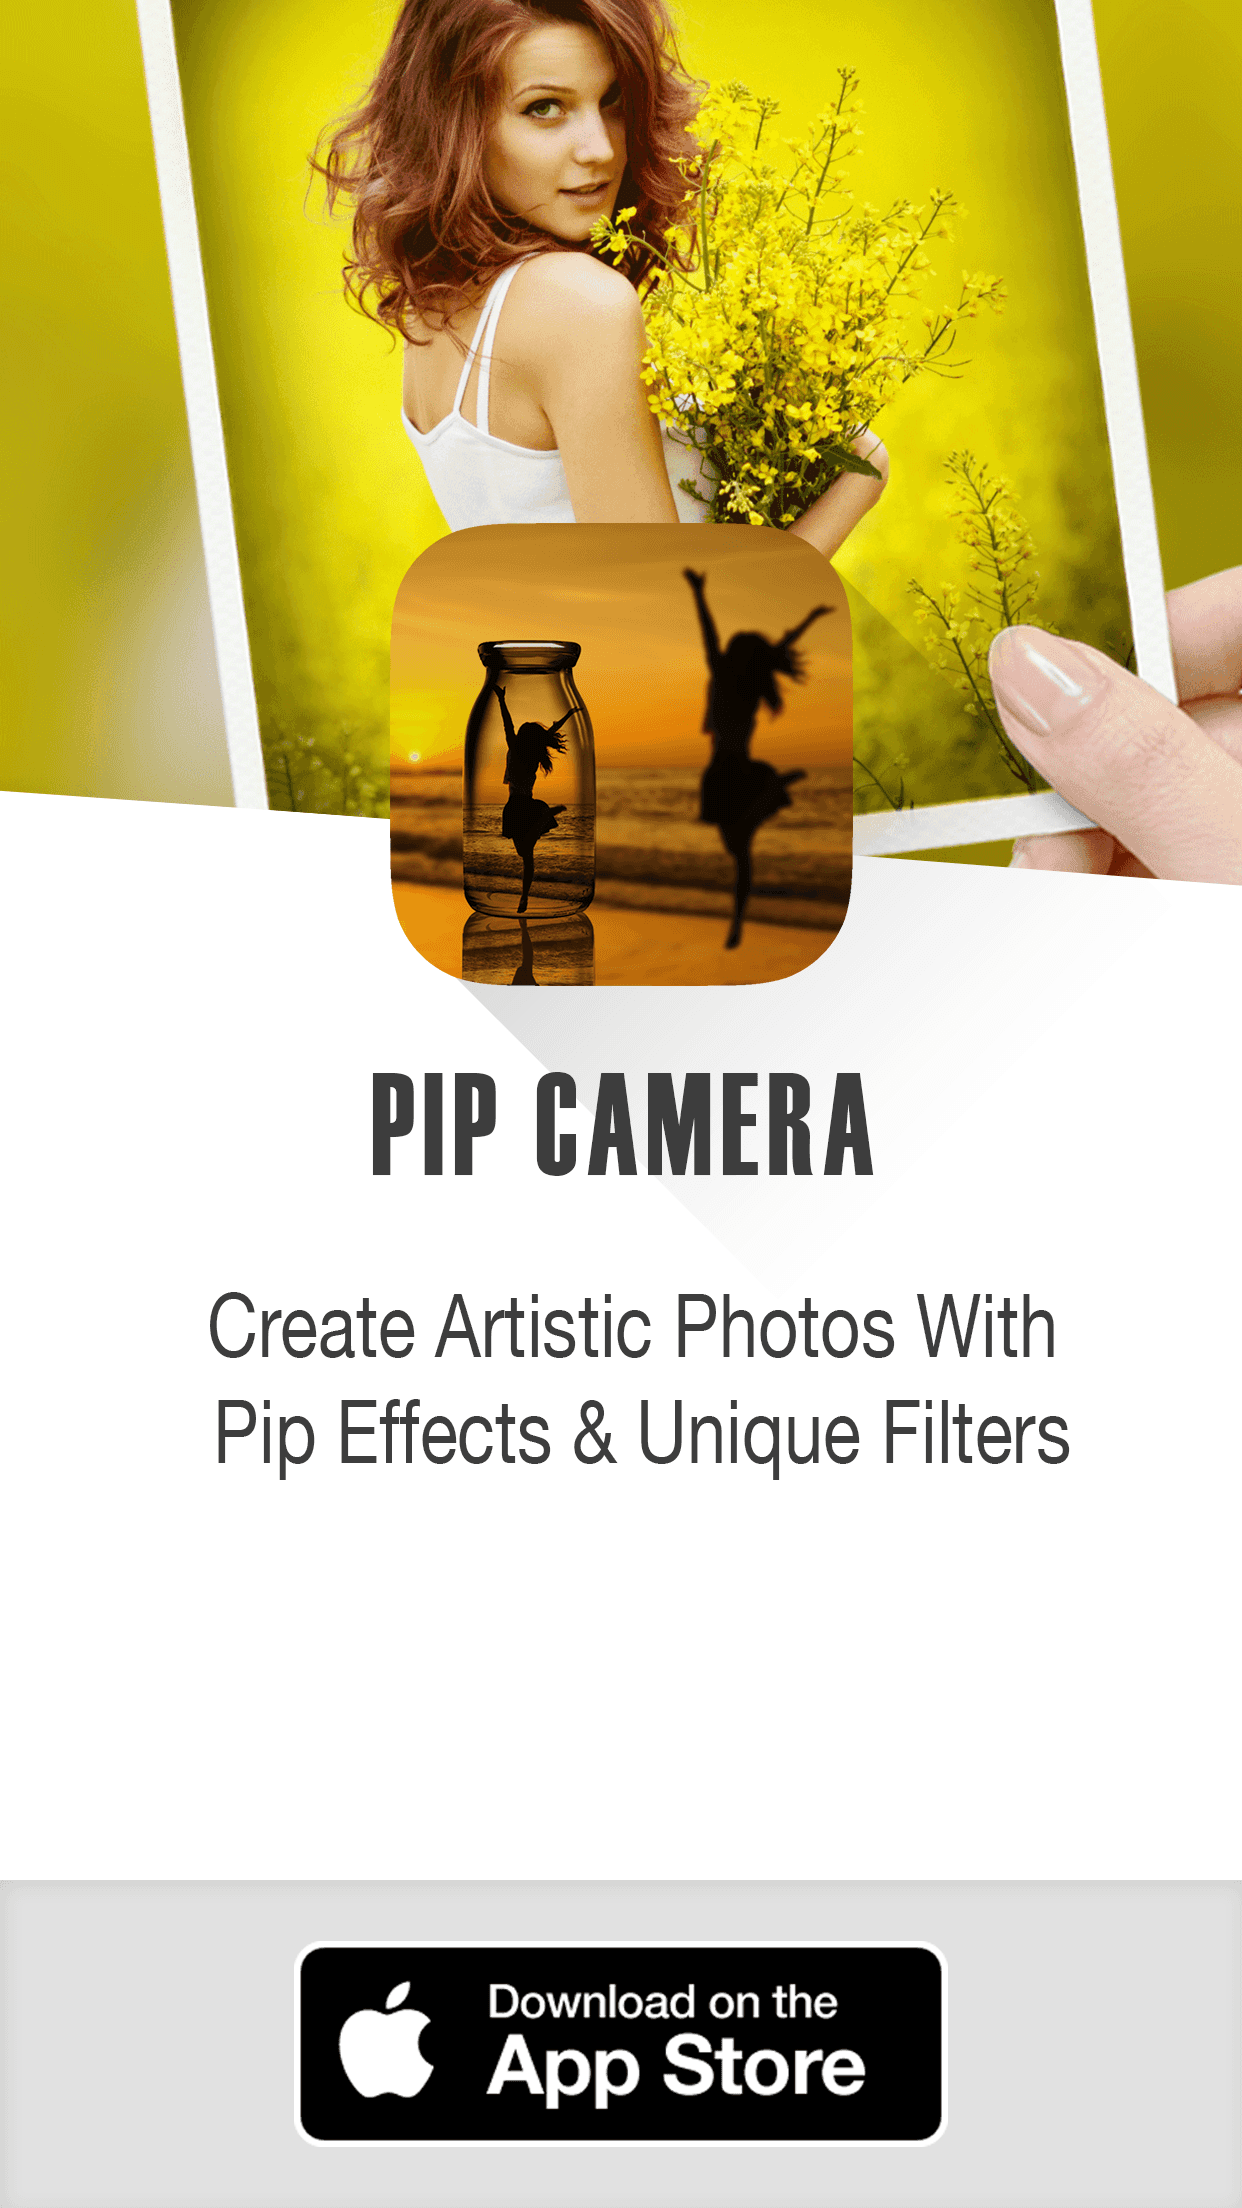 PIP CAMERA
Create Artistic Photos With
Pip Effects & Unique Filters
Download on the
App Store